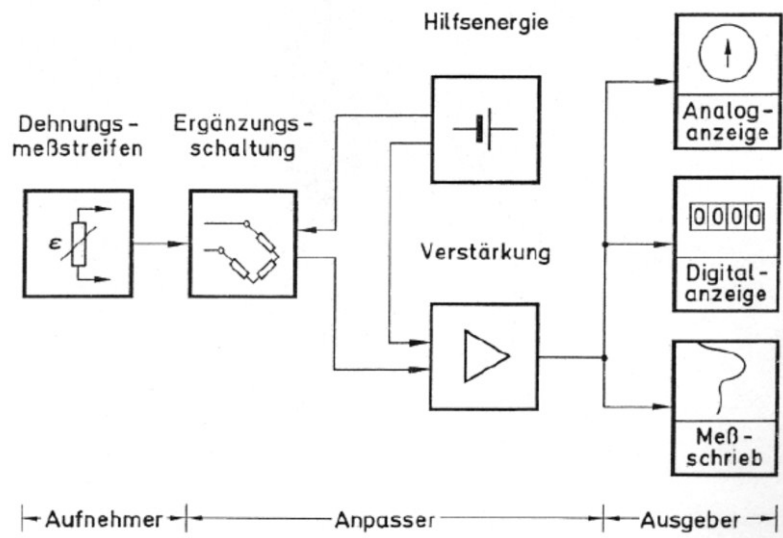 Hilfsenergie
Dehnungs-
meßstreifen
Ergänzungs-
schaltung
ε
Verstärkung
Analog-
anzeige
0000
Digital-
anzeige
Meß-
schrieb
Aufnehmer
Anpasser
Ausgeber